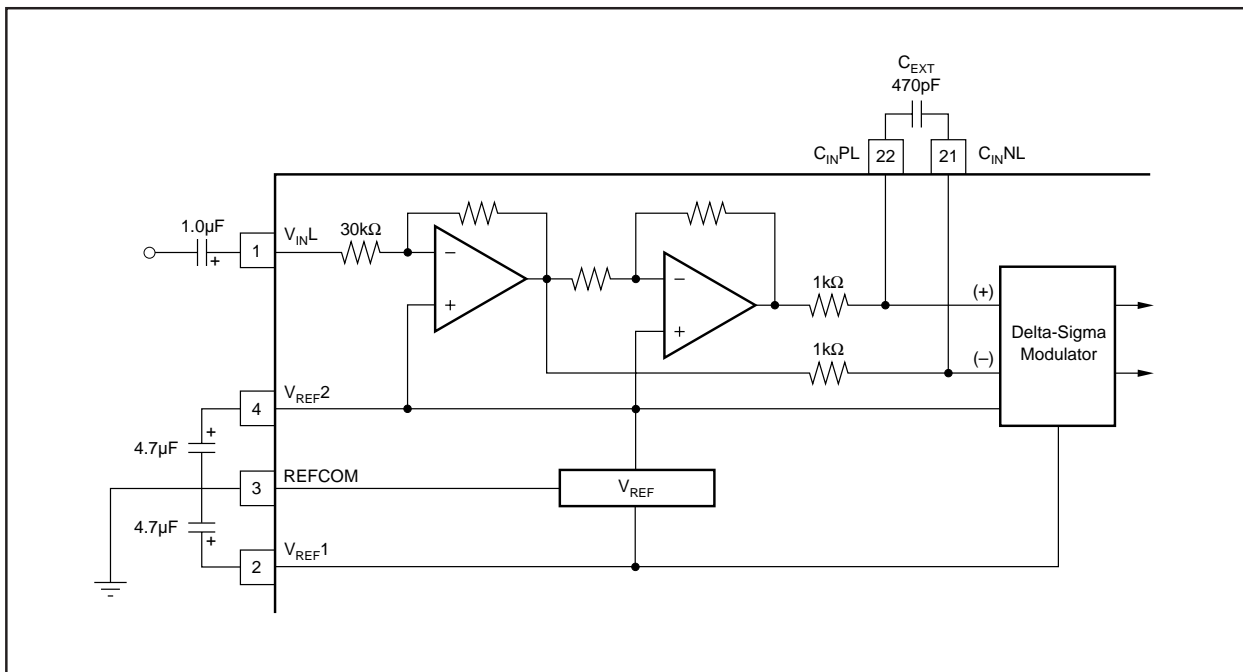 C_EXT
470pF
C_INPL 22 21 C_INNL
1.0µF
+
1
V_INL
30kΩ
−
+
−
+
1kΩ
(+)
1kΩ
(–)
Delta-Sigma
Modulator
4
V_REF2
+
4.7µF
3
REFCOM
V_REF
4.7µF
+
2
V_REF1